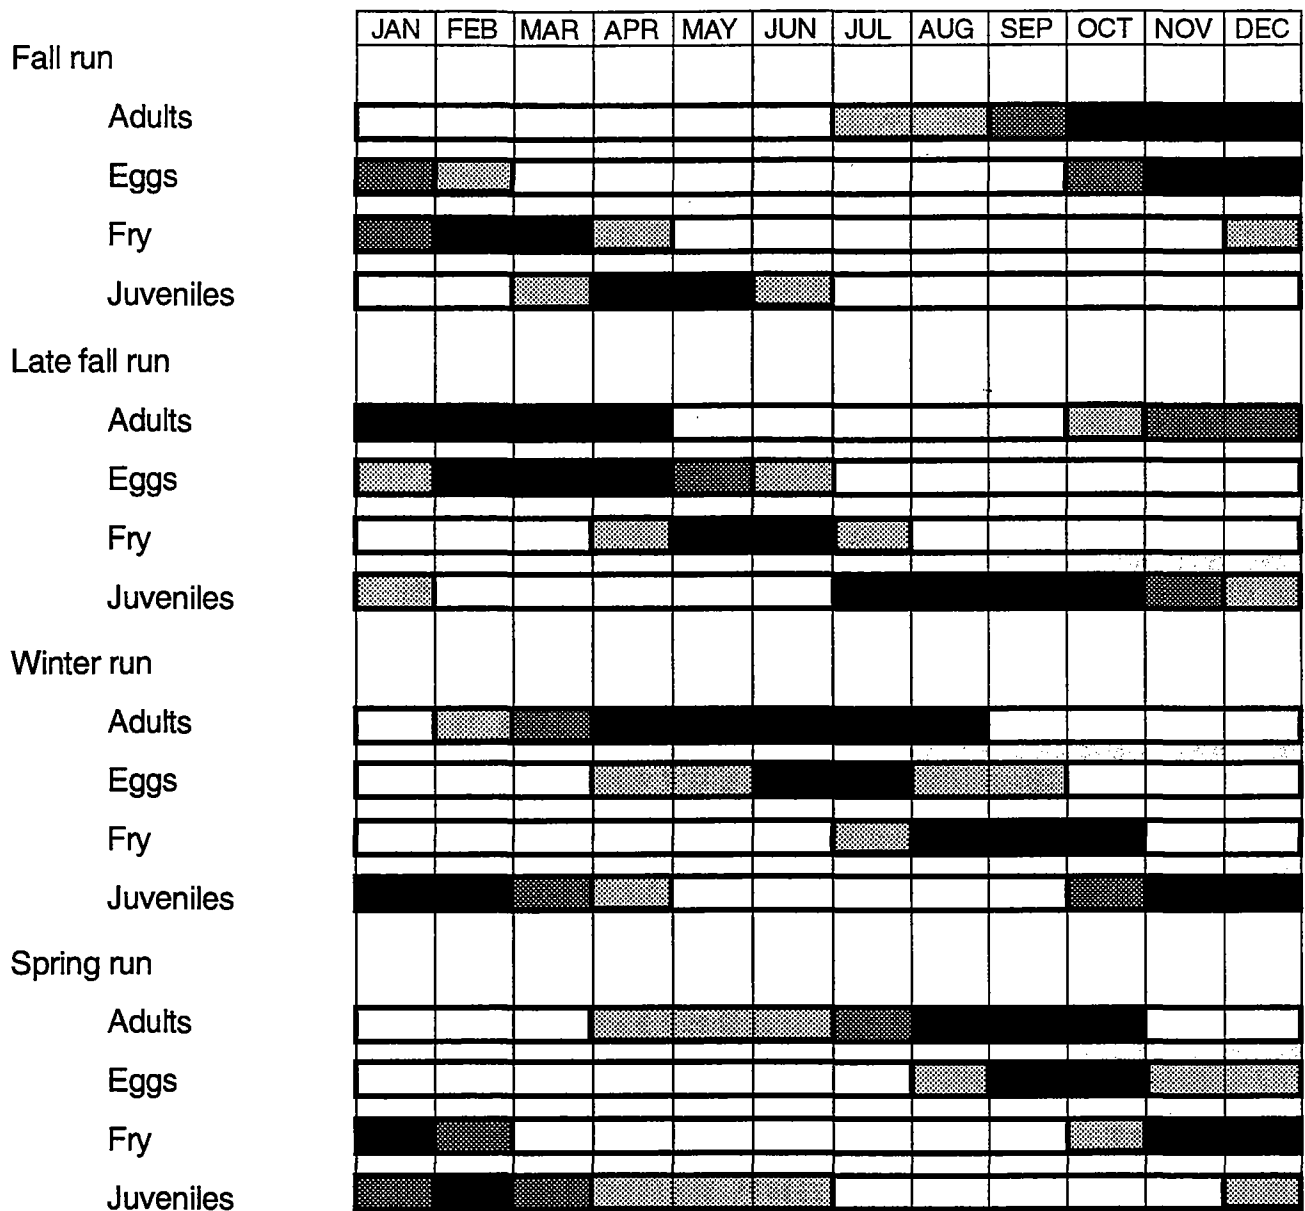 JAN FEB MAR APR MAY JUN JUL AUG SEP OCT NOV DEC
Fall run
Adults
Eggs
Fry
Juveniles
Late fall run
Adults
Eggs
Fry
Juveniles
Winter run
Adults
Eggs
Fry
Juveniles
Spring run
Adults
Eggs
Fry
Juveniles